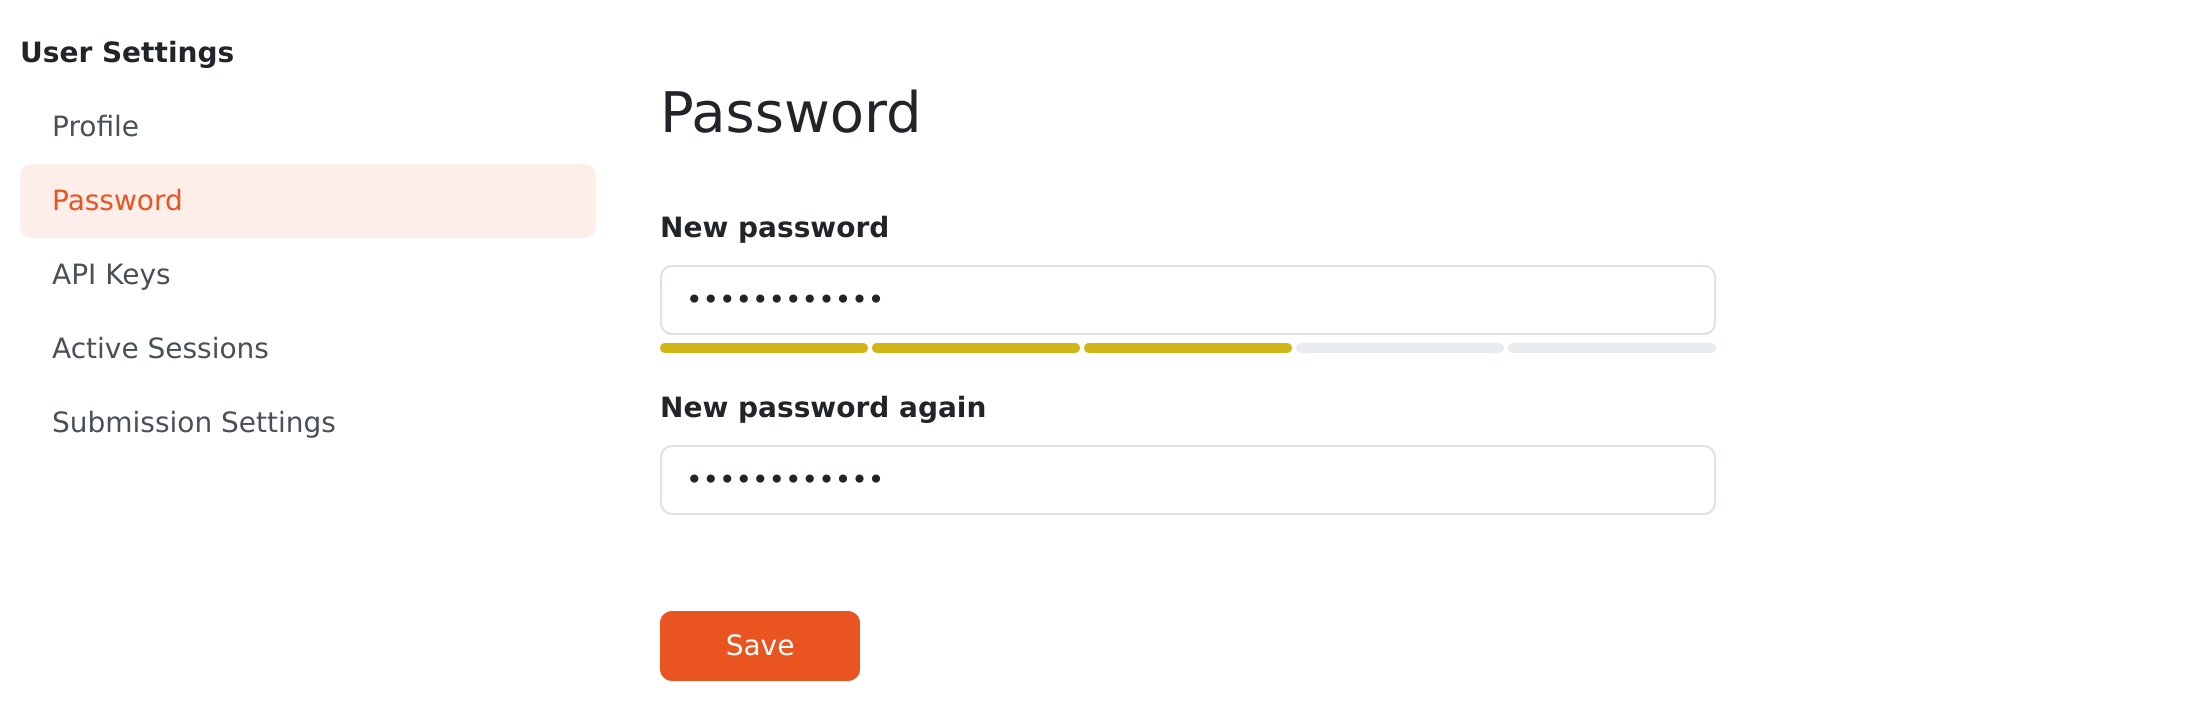 User Settings
Profile
Password
API Keys
Active Sessions
Submission Settings
Password
New password
••••••••••••
New password again
••••••••••••
Save